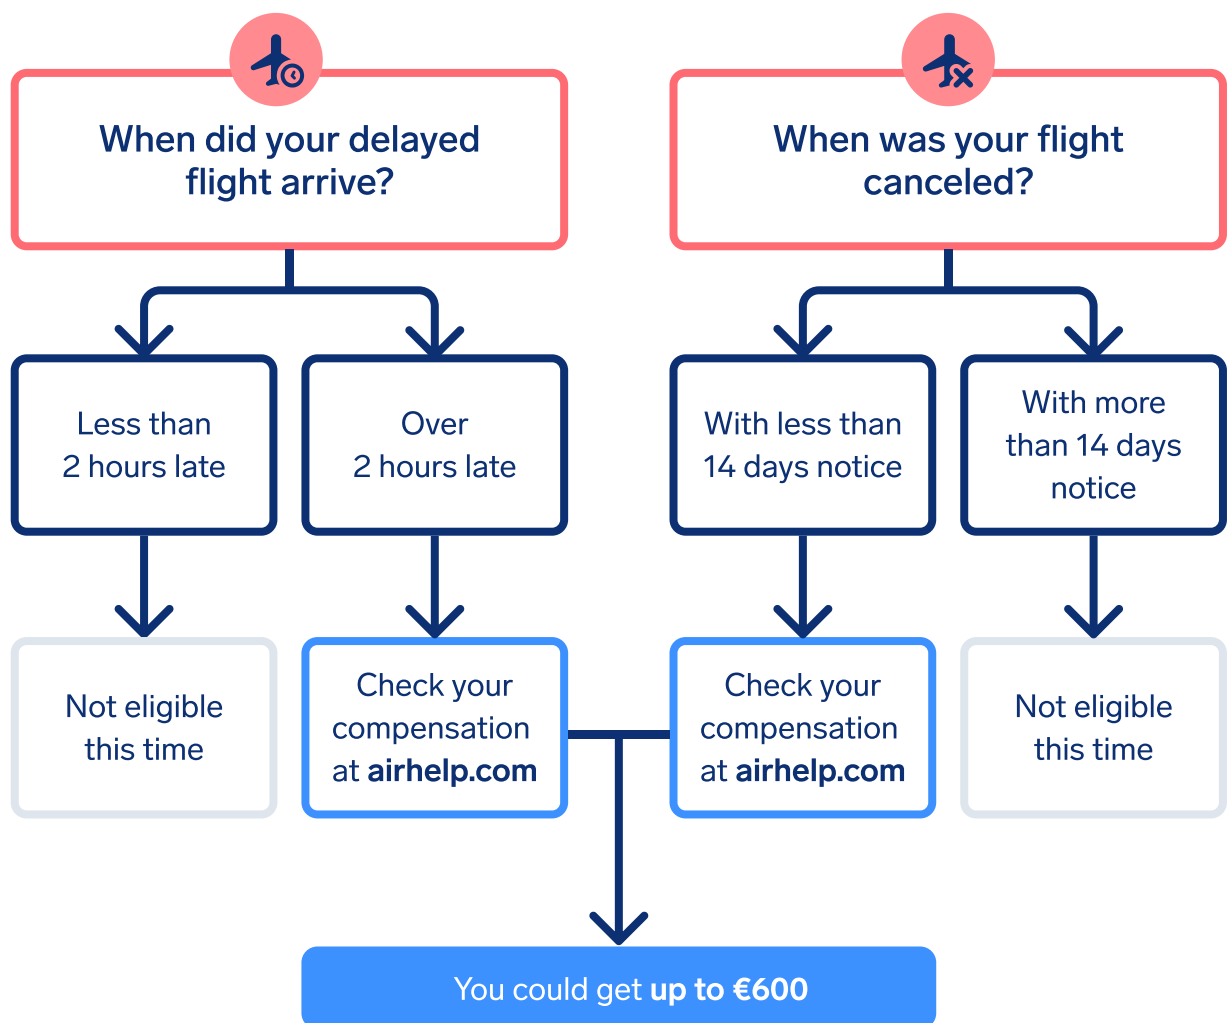 When did your delayed
flight arrive?
When was your flight
canceled?
Less than
2 hours late
Over
2 hours late
With less than
14 days notice
With more
than 14 days
notice
Not eligible
this time
Check your
compensation
at airhelp.com
Check your
compensation
at airhelp.com
Not eligible
this time
You could get up to €600